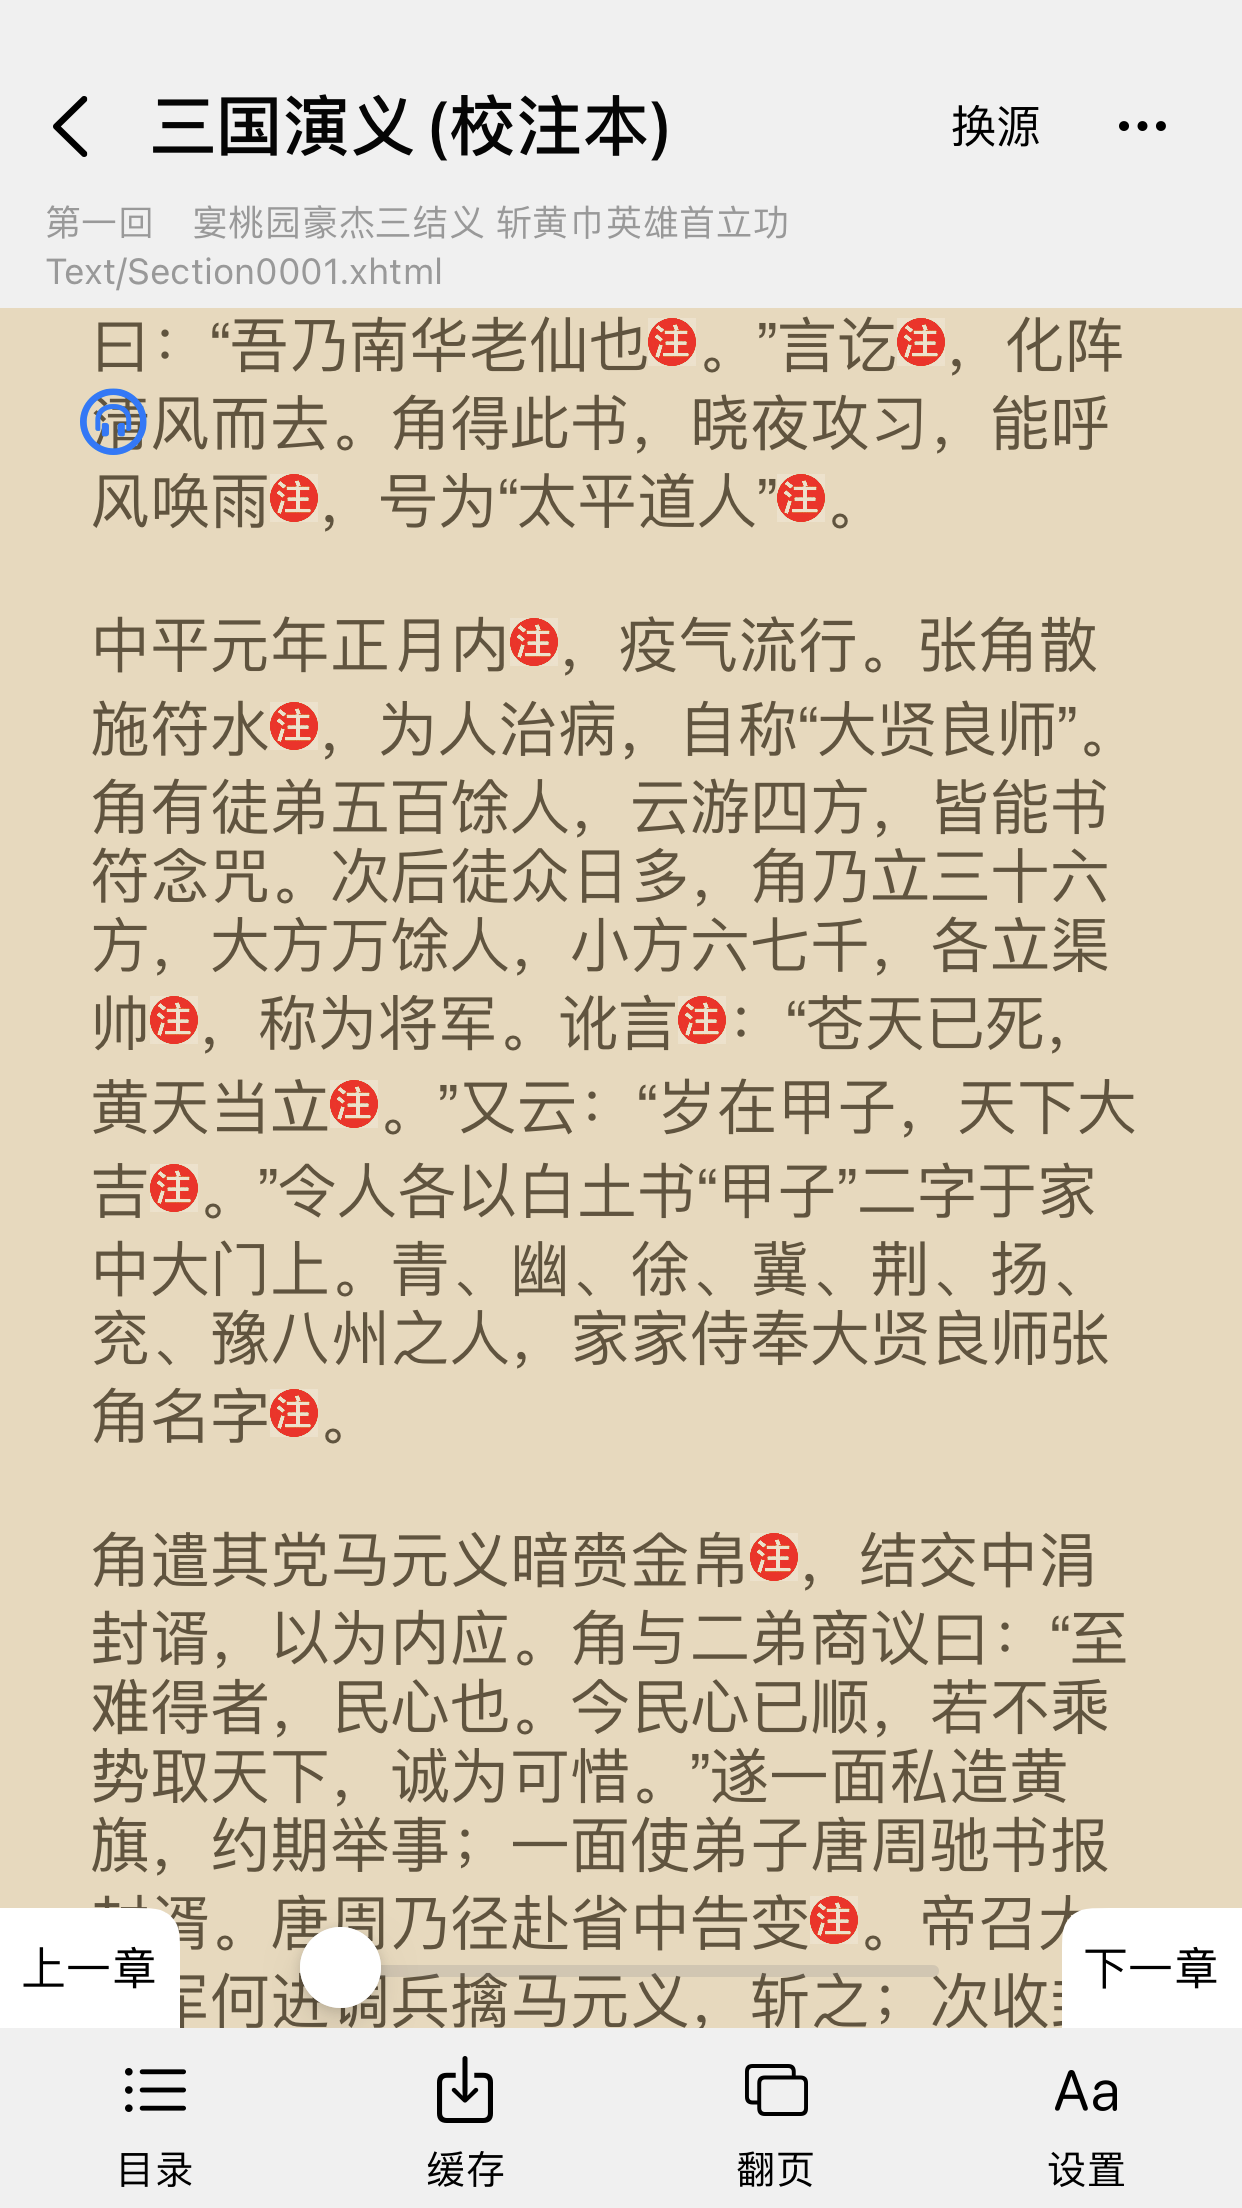 三国演义(校注本)
换源
第一回 宴桃园豪杰三结义 斩黄巾英雄首立功
Text/Section0001.xhtml
曰：“吾乃南华老仙也注。”言讫注，化阵
清风而去。角得此书，晓夜攻习，能呼
风唤雨注，号为“太平道人”注。
中平元年正月内注，疫气流行。张角散
施符水注，为人治病，自称“大贤良师”。
角有徒弟五百馀人，云游四方，皆能书
符念咒。次后徒众日多，角乃立三十六
方，大方万馀人，小方六七千，各立渠
帅注，称为将军。讹言注：“苍天已死，
黄天当立注。”又云：“岁在甲子，天下大
吉注。”令人各以白土书“甲子”二字于家
中大门上。青、幽、徐、冀、荆、扬、
兖、豫八州之人，家家侍奉大贤良师张
角名字注。
角遣其党马元义暗赍金帛注，结交中涓
封谞，以为内应。角与二弟商议曰：“至
难得者，民心也。今民心已顺，若不乘
势取天下，诚为可惜。”遂一面私造黄
旗，约期举事；一面使弟子唐周驰书报
封谞。唐周乃径赴省中告变注。帝召大
军何进调兵擒马元义，斩之；次收
上一章
下一章
目录
缓存
翻页
Aa
设置